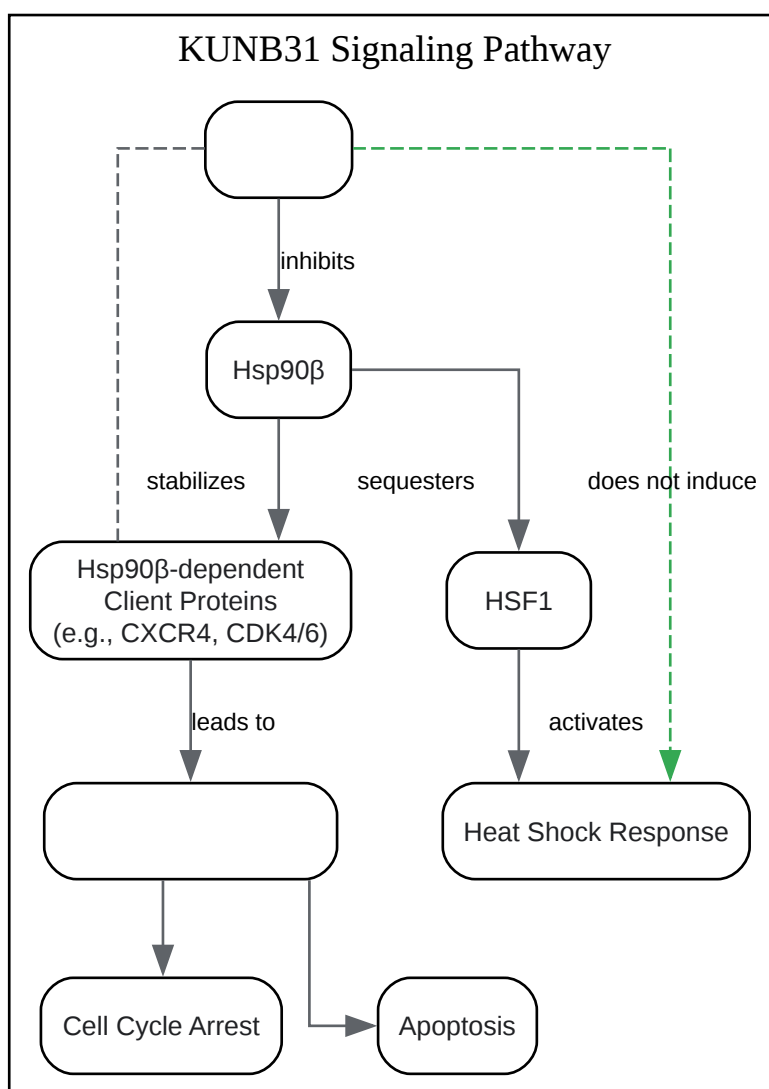 KUNB31 Signaling Pathway
inhibits
Hsp90β
stabilizes
sequesters
does not induce
Hsp90β-dependent
Client Proteins
(e.g., CXCR4, CDK4/6)
HSF1
leads to
activates
Heat Shock Response
Cell Cycle Arrest
Apoptosis